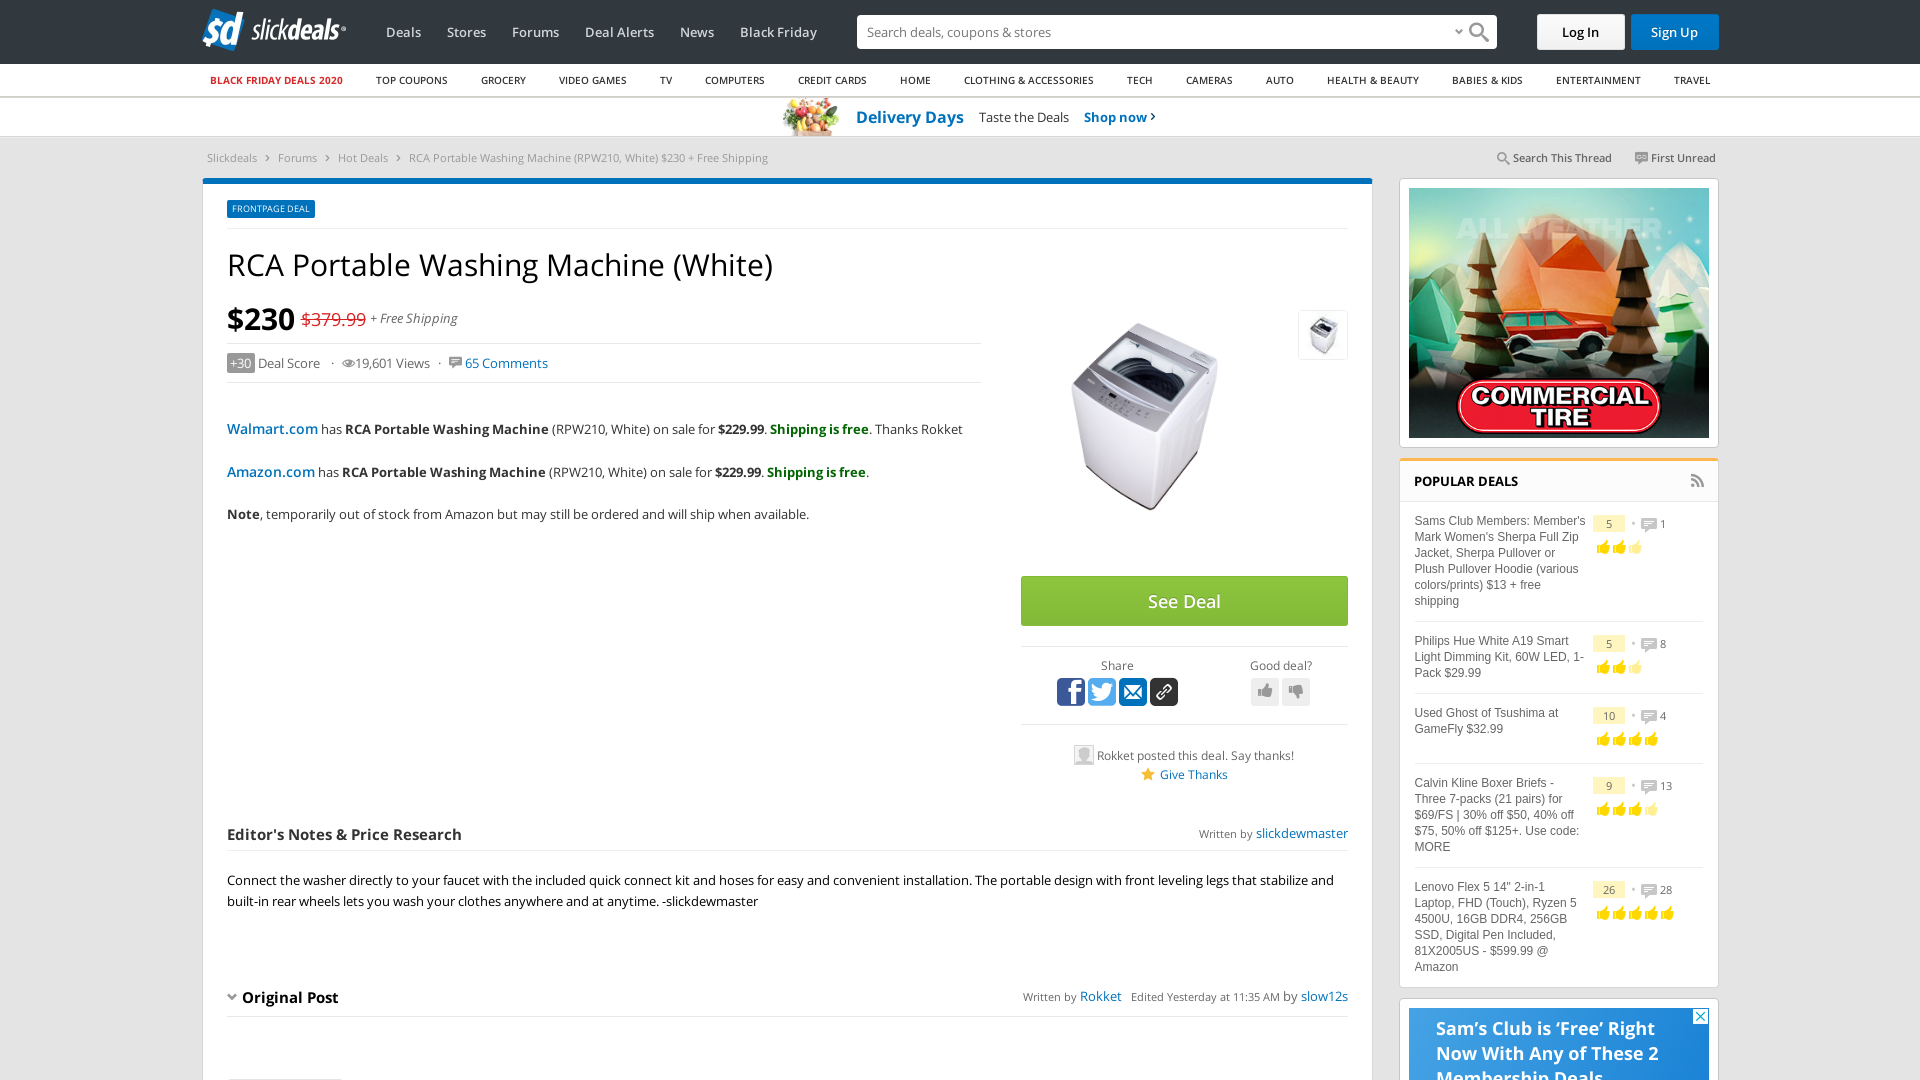 slickdeals
Deals Stores Forums Deal Alerts News Black Friday
Search deals, coupons & stores
Log In Sign Up
BLACK FRIDAY DEALS 2020 TOP COUPONS GROCERY VIDEO GAMES TV COMPUTERS CREDIT CARDS HOME CLOTHING & ACCESSORIES TECH CAMERAS AUTO HEALTH & BEAUTY BABIES & KIDS ENTERTAINMENT TRAVEL
Delivery Days Taste the Deals Shop now ›
Slickdeals › Forums › Hot Deals › RCA Portable Washing Machine (RPW210, White) $230 + Free Shipping
Search This Thread First Unread
FRONTPAGE DEAL
RCA Portable Washing Machine (White)
$230 $379.99 + Free Shipping
+30 Deal Score · 19,601 Views · 65 Comments
Walmart.com has RCA Portable Washing Machine (RPW210, White) on sale for $229.99. Shipping is free. Thanks Rokket
Amazon.com has RCA Portable Washing Machine (RPW210, White) on sale for $229.99. Shipping is free.
Note, temporarily out of stock from Amazon but may still be ordered and will ship when available.
See Deal
Share Good deal?
Rokket posted this deal. Say thanks!
Give Thanks
Editor's Notes & Price Research
Written by slickdewmaster
Connect the washer directly to your faucet with the included quick connect kit and hoses for easy and convenient installation. The portable design with front leveling legs that stabilize and
built-in rear wheels lets you wash your clothes anywhere and at anytime. -slickdewmaster
Original Post
Written by Rokket Edited Yesterday at 11:35 AM by slow12s
ALL WEATHER
COMMERCIAL
TIRE
POPULAR DEALS
Sams Club Members: Member's
Mark Women's Sherpa Full Zip
Jacket, Sherpa Pullover or
Plush Pullover Hoodie (various
colors/prints) $13 + free
shipping
5 • 1
Philips Hue White A19 Smart
Light Dimming Kit, 60W LED, 1-
Pack $29.99
5 • 8
Used Ghost of Tsushima at
GameFly $32.99
10 • 4
Calvin Kline Boxer Briefs -
Three 7-packs (21 pairs) for
$69/FS | 30% off $50, 40% off
$75, 50% off $125+. Use code:
MORE
9 • 13
Lenovo Flex 5 14" 2-in-1
Laptop, FHD (Touch), Ryzen 5
4500U, 16GB DDR4, 256GB
SSD, Digital Pen Included,
81X2005US - $599.99 @
Amazon
26 • 28
Sam's Club is ‘Free’ Right
Now With Any of These 2
Membership Deals